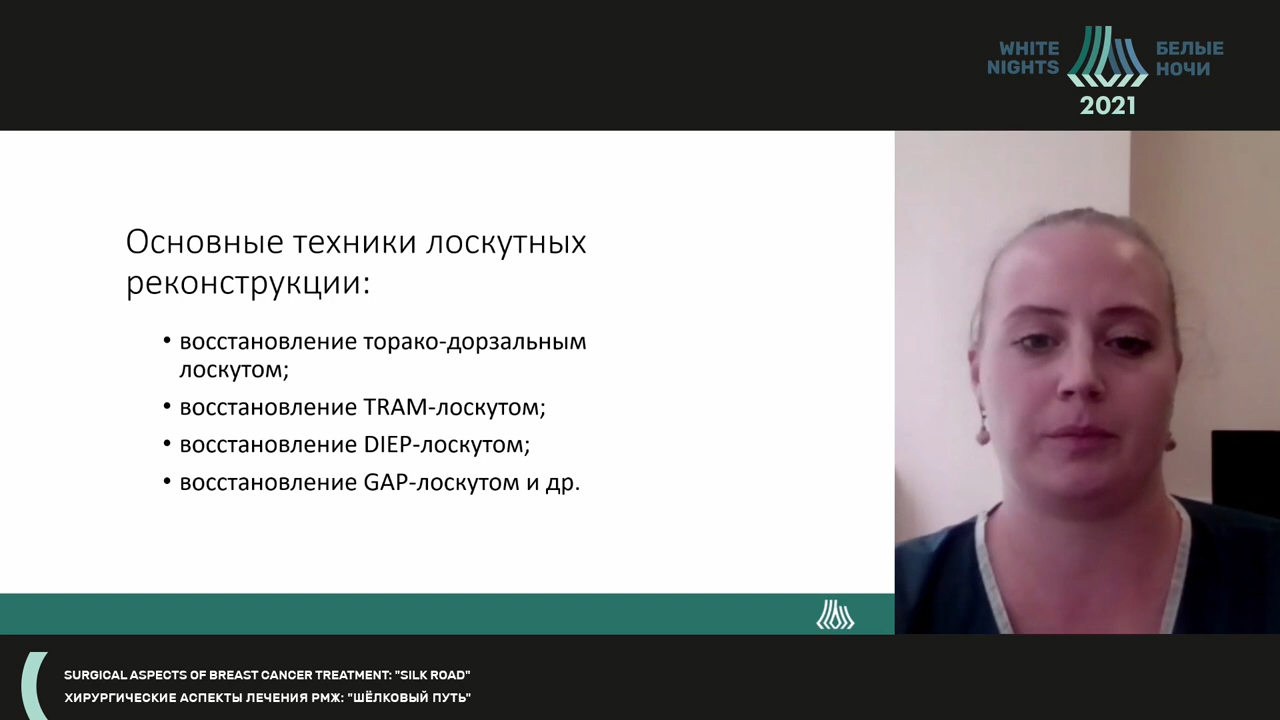 WHITE
NIGHTS
БЕЛЫЕ
НОЧИ
2021
Основные техники лоскутных
реконструкции:
• восстановление торако-дорзальным
лоскутом;
• восстановление TRAM-лоскутом;
• восстановление DIEP-лоскутом;
• восстановление GAP-лоскутом и др.
SURGICAL ASPECTS OF BREAST CANCER TREATMENT: "SILK ROAD"
ХИРУРГИЧЕСКИЕ АСПЕКТЫ ЛЕЧЕНИЯ РМЖ: "ШЁЛКОВЫЙ ПУТЬ"